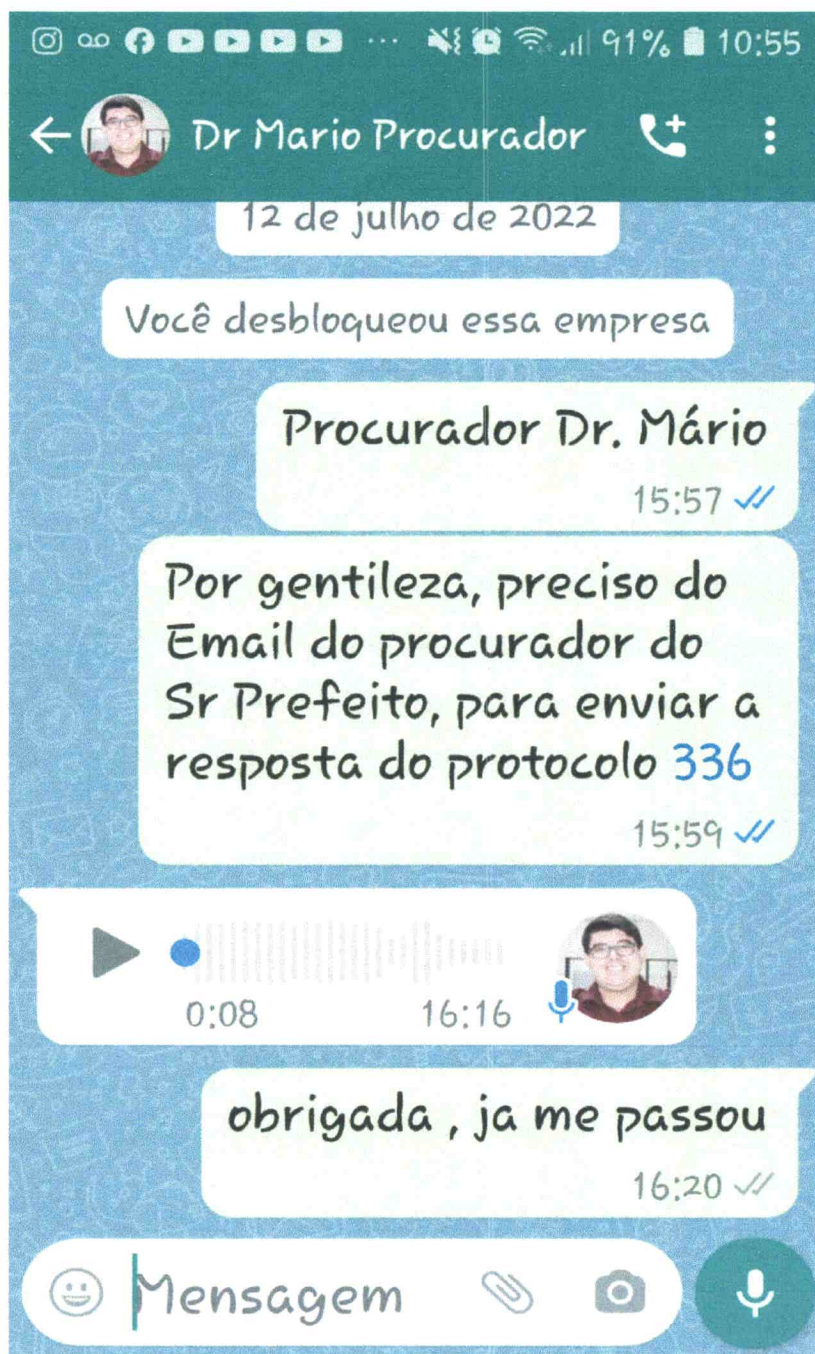 91% 10:55
Dr Mario Procurador
12 de julho de 2022
Você desbloqueou essa empresa
Procurador Dr. Mário
15:57
Por gentileza, preciso do
Email do procurador do
Sr Prefeito, para enviar a
resposta do protocolo 336
15:59
0:08 16:16
obrigada , ja me passou
16:20
Mensagem